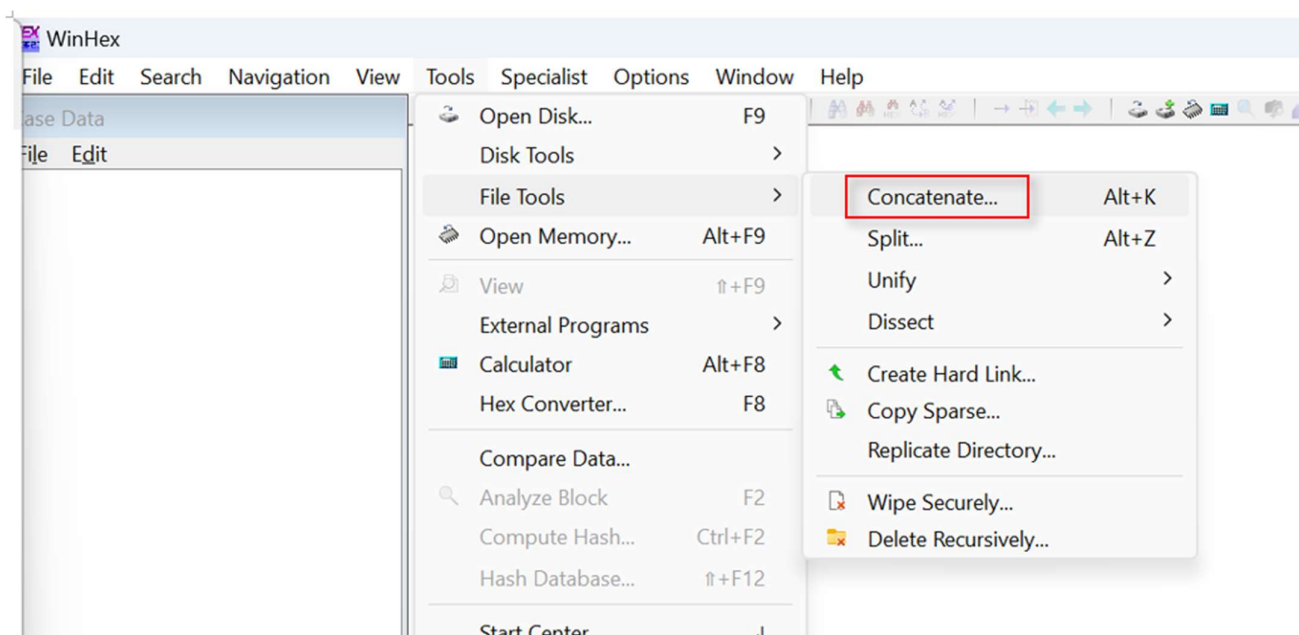 WinHex
File Edit Search Navigation View Tools Specialist Options Window Help
ase Data
File Edit
Open Disk... F9
Disk Tools
File Tools
Open Memory... Alt+F9
View ⇑+F9
External Programs
Calculator Alt+F8
Hex Converter... F8
Compare Data...
Analyze Block F2
Compute Hash... Ctrl+F2
Hash Database... ⇑+F12
Start Center
Concatenate... Alt+K
Split... Alt+Z
Unify
Dissect
Create Hard Link...
Copy Sparse...
Replicate Directory...
Wipe Securely...
Delete Recursively...